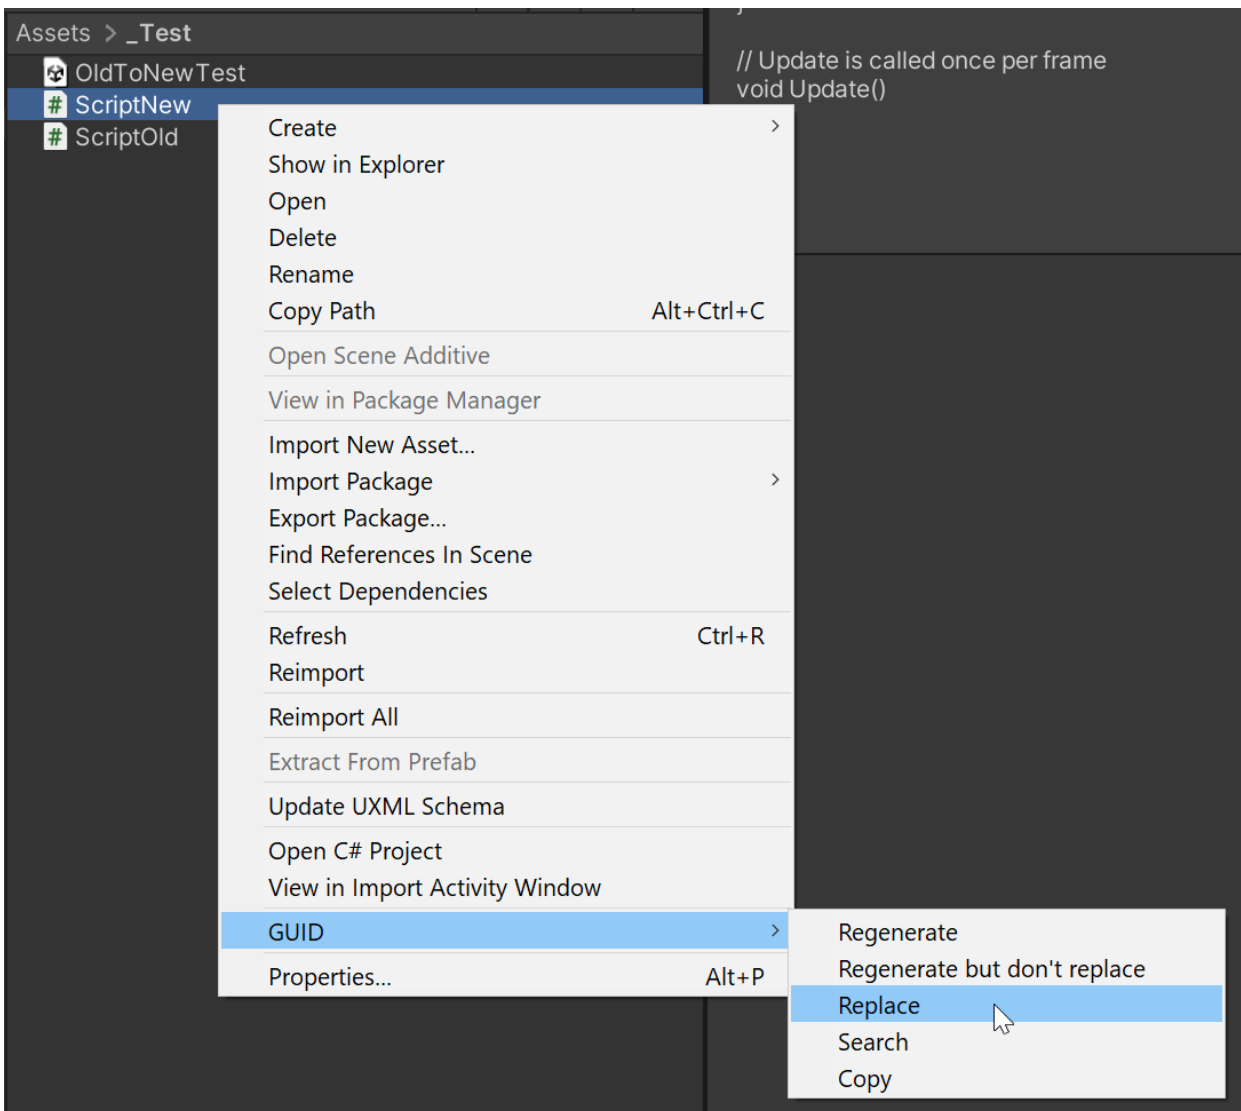 Assets > _Test
OldToNewTest
ScriptNew
ScriptOld
// Update is called once per frame
void Update()
Create
Show in Explorer
Open
Delete
Rename
Copy Path Alt+Ctrl+C
Open Scene Additive
View in Package Manager
Import New Asset...
Import Package
Export Package...
Find References In Scene
Select Dependencies
Refresh Ctrl+R
Reimport
Reimport All
Extract From Prefab
Update UXML Schema
Open C# Project
View in Import Activity Window
GUID
Properties... Alt+P
Regenerate
Regenerate but don't replace
Replace
Search
Copy